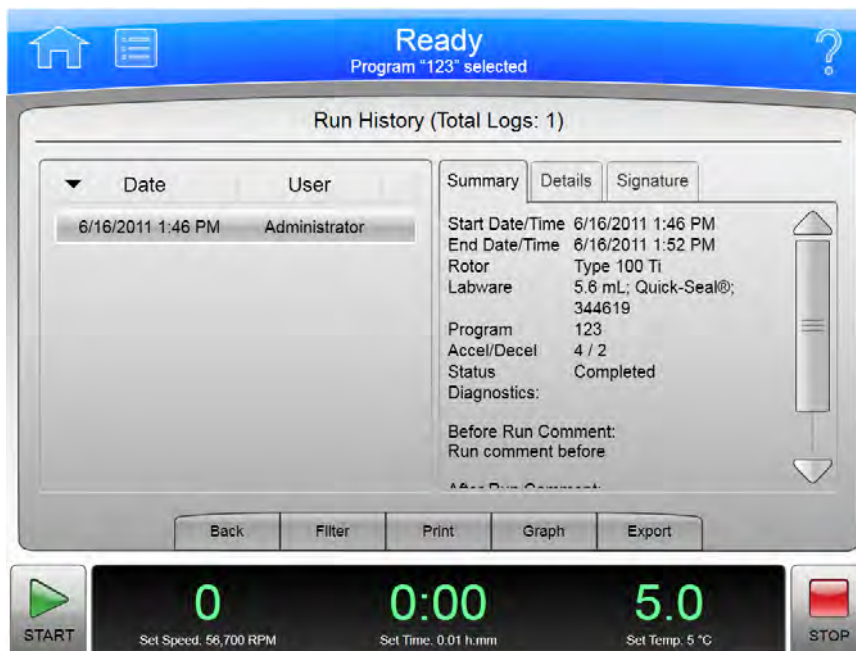 Ready
Program "123" selected
Run History (Total Logs: 1)
Date User
6/16/2011 1:46 PM Administrator
Summary Details Signature
Start Date/Time 6/16/2011 1:46 PM
End Date/Time 6/16/2011 1:52 PM
Rotor Type 100 Ti
Labware 5.6 mL; Quick-Seal®;
344619
Program 123
Accel/Decel 4 / 2
Status Completed
Diagnostics:
Before Run Comment:
Run comment before
After Run Comment:
Back Filter Print Graph Export
START
0 0:00 5.0
Set Speed. 56,700 RPM Set Time. 0.01 h:mm Set Temp. 5 °C
STOP